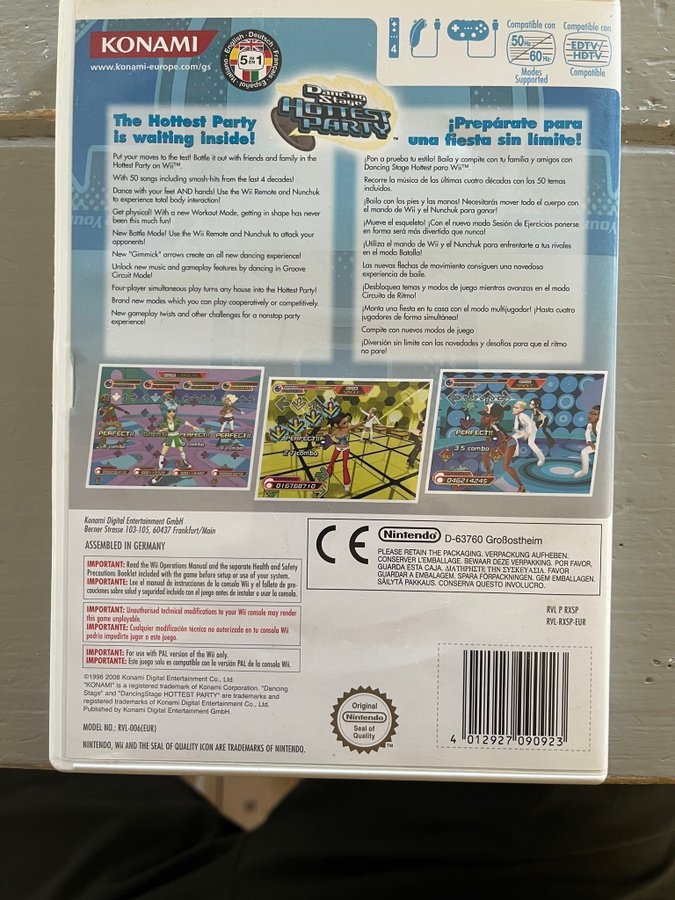 KONAMI
www.konami-europe.com/gs
English - Deutsch - Français
Italiano Español
5 in 1
4
Compatible con
50Hz
60Hz
Modes
Supported
Compatible con
EDTV/
HDTV
Compatible
Dancing
Stage
HOTTEST
PARTY
™
The Hottest Party
is waiting inside!
Put your moves to the test! Battle it out with friends and family in the
Hottest Party on Wii™.
With 50 songs including smash-hits from the last 4 decades!
Dance with your feet AND hands! Use the Wii Remote and Nunchuk
to experience total body interaction!
Get physical! With a new Workout Mode, getting in shape has never
been this much fun!
New Battle Mode! Use the Wii Remote and Nunchuk to attack your
opponents!
New "Gimmick" arrows create an all new dancing experience!
Unlock new music and gameplay features by dancing in Groove
Circuit Mode!
Four-player simultaneous play turns any house into the Hottest Party!
Brand new modes which you can play cooperatively or competitively.
New gameplay twists and other challenges for a nonstop party
experience!
¡Prepárate para
una fiesta sin límite!
¡Pon a prueba tu estilo! Baila y compite con tu familia y amigos con
Dancing Stage Hottest para Wii™.
Recorre la música de las últimas cuatro décadas con los 50 temas
incluidos.
¡Baila con los pies y las manos! Necesitarás mover todo el cuerpo con
el mando de Wii y el Nunchuk para ganar!
¡Mueve el esqueleto! ¡Con el nuevo modo Sesión de Ejercicios ponerse
en forma será más divertido que nunca!
¡Utiliza el mando de Wii y el Nunchuk para enfrentarte a tus rivales
en el modo Batalla!
Las nuevas flechas de movimiento consiguen una novedosa
experiencia de baile.
¡Desbloquea temas y modos de juego mientras avanzas en el modo
Circuito de Ritmo!
¡Monta una fiesta en tu casa con el modo multijugador! ¡Hasta cuatro
jugadores de forma simultánea!
Compite con nuevos modos de juego
¡Diversión sin límite con las novedades y desafíos para que el ritmo
no pare!
PERFECT!! GREAT! PERFECT!! PERFECT!!
PERFECT!!
27 combo
016768710
PERFECT!!
35 combo
046214245
Konami Digital Entertainment GmbH
Berner Strasse 103-105, 60437 Frankfurt/Main
ASSEMBLED IN GERMANY
IMPORTANT: Read the Wii Operations Manual and the separate Health and Safety
Precautions Booklet included with the game before setup or use of your system.
IMPORTANTE: Lee el manual de instrucciones de la consola Wii y el folleto de pre-
cauciones sobre salud y seguridad incluido con el juego antes de instalar o usar la consola.
IMPORTANT: Unauthorised technical modifications to your Wii console may render
this game unplayable.
IMPORTANTE: Cualquier modificación técnica no autorizada en tu consola Wii
podría impedirte jugar a este juego.
IMPORTANT: For use with PAL version of the Wii only.
IMPORTANTE: Este juego solo es compatible con la versión PAL de la consola Wii.
©1998 2008 Konami Digital Entertainment Co., Ltd.
"KONAMI" is a registered trademark of Konami Corporation. "Dancing
Stage" and "DancingStage HOTTEST PARTY" are trademarks and
registered trademarks of Konami Digital Entertainment Co., Ltd.
Published by Konami Digital Entertainment GmbH.
MODEL NO.: RVL-006(EUR)
NINTENDO, Wii AND THE SEAL OF QUALITY ICON ARE TRADEMARKS OF NINTENDO.
CE
Nintendo D-63760 Großostheim
PLEASE RETAIN THE PACKAGING. VERPACKUNG AUFHEBEN.
CONSERVER L'EMBALLAGE. BEWAAR DEZE VERPAKKING. POR FAVOR,
GUARDA ESTA CAJA. ΔΙΑΤΗΡΗΣΤΕ ΤΗΝ ΣΥΣΚΕΥΑΣΙΑ. FAVOR
GUARDAR A EMBALAGEM. SPARA FÖRPACKNINGEN. GEM EMBALLAGEN.
SÄILYTÄ PAKKAUS. CONSERVA QUESTO INVOLUCRO.
RVL P RXSP
RVL-RXSP-EUR
Original
Nintendo
Seal of
Quality
™
4 012927 090923